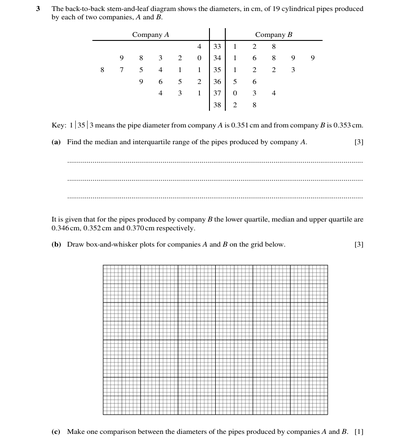 3 The back-to-back stem-and-leaf diagram shows the diameters, in cm, of 19 cylindrical pipes produced
by each of two companies, A and B.
Company A Company B
4 33 1 2 8
9 8 3 2 0 34 1 6 8 9 9
8 7 5 4 1 1 35 1 2 2 3
9 6 5 2 36 5 6
4 3 1 37 0 3 4
38 2 8
Key: 1 | 35 | 3 means the pipe diameter from company A is 0.351 cm and from company B is 0.353 cm.
(a) Find the median and interquartile range of the pipes produced by company A. [3]
It is given that for the pipes produced by company B the lower quartile, median and upper quartile are
0.346 cm, 0.352 cm and 0.370 cm respectively.
(b) Draw box-and-whisker plots for companies A and B on the grid below. [3]
(c) Make one comparison between the diameters of the pipes produced by companies A and B. [1]